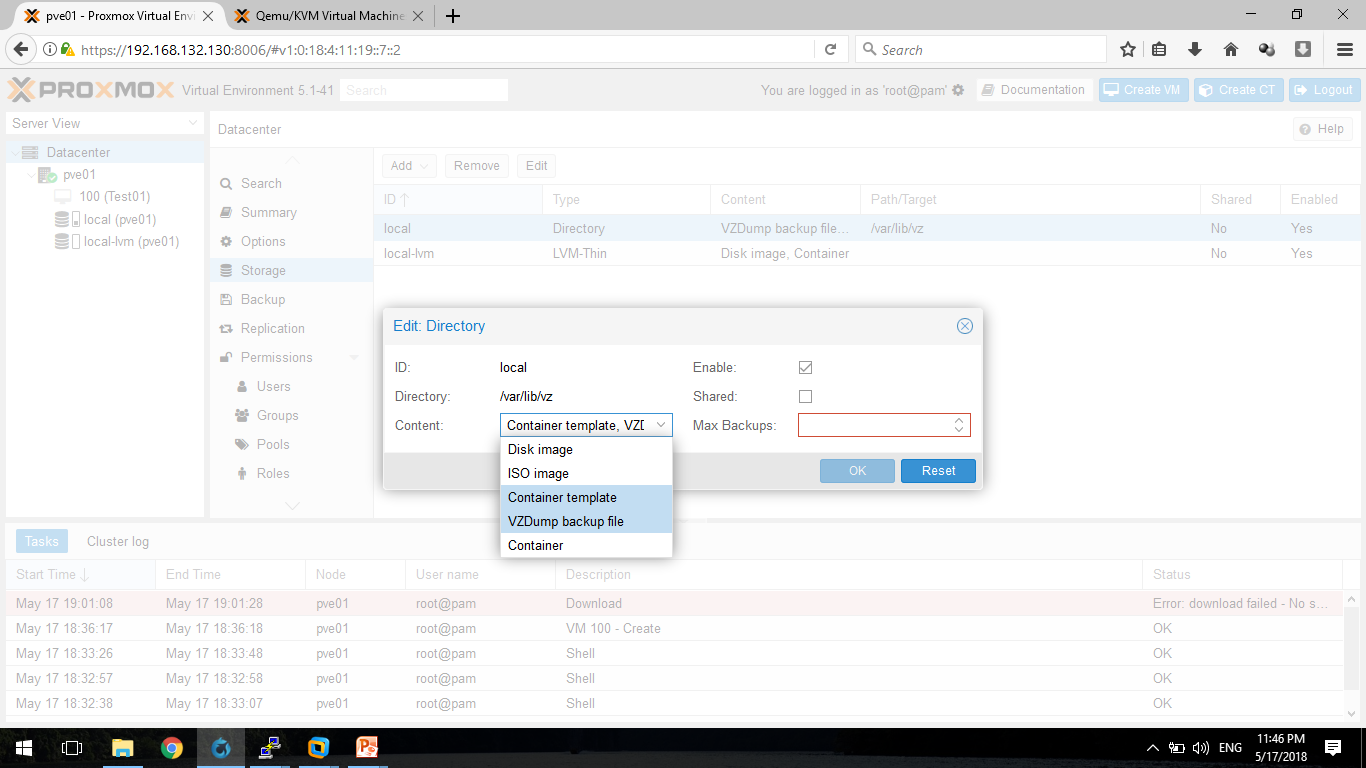 pve01 - Proxmox Virtual Envi
Qemu/KVM Virtual Machine
https://192.168.132.130:8006/#v1:0:18:4:11:19::7::2
Search
PROXMOX Virtual Environment 5.1-41
Search
You are logged in as 'root@pam'
Documentation
Create VM
Create CT
Logout
Server View
Datacenter
pve01
100 (Test01)
local (pve01)
local-lvm (pve01)
Datacenter
Help
Search
Summary
Options
Storage
Backup
Replication
Permissions
Users
Groups
Pools
Roles
Add
Remove
Edit
ID Type Content Path/Target Shared Enabled
local Directory VZDump backup file... /var/lib/vz No Yes
local-lvm LVM-Thin Disk image, Container No Yes
Edit: Directory
ID: local
Enable:
Directory: /var/lib/vz
Shared:
Content: Container template, VZD
Max Backups:
Disk image
ISO image
Container template
VZDump backup file
Container
OK
Reset
Tasks
Cluster log
Start Time End Time Node User name Description Status
May 17 19:01:08 May 17 19:01:28 pve01 root@pam Download Error: download failed - No s...
May 17 18:36:17 May 17 18:36:18 pve01 root@pam VM 100 - Create OK
May 17 18:33:26 May 17 18:33:48 pve01 root@pam Shell OK
May 17 18:32:57 May 17 18:32:58 pve01 root@pam Shell OK
May 17 18:32:38 May 17 18:33:07 pve01 root@pam Shell OK
ENG
11:46 PM
5/17/2018